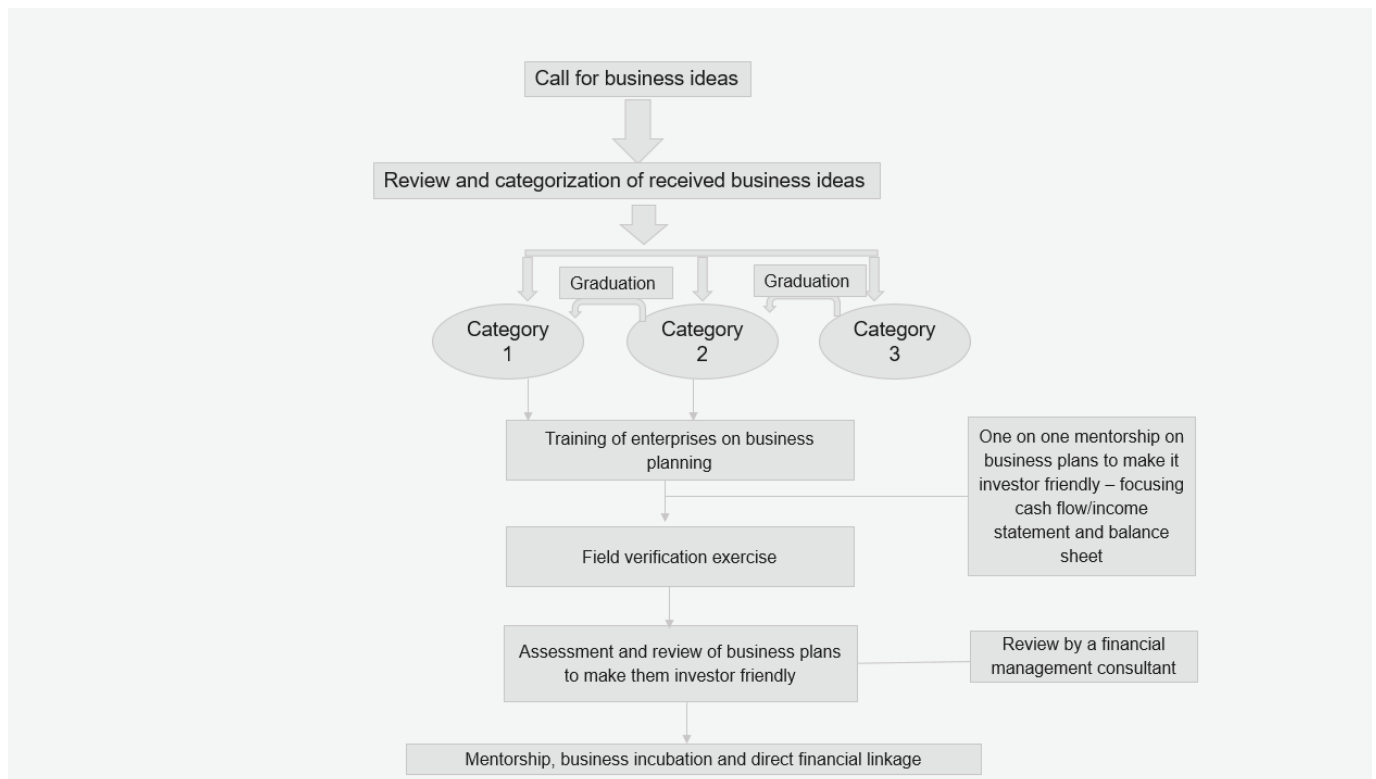 Call for business ideas
Review and categorization of received business ideas
Graduation
Graduation
Category
1
Category
2
Category
3
Training of enterprises on business
planning
One on one mentorship on
business plans to make it
investor friendly – focusing
cash flow/income
statement and balance
sheet
Field verification exercise
Assessment and review of business plans
to make them investor friendly
Review by a financial
management consultant
Mentorship, business incubation and direct financial linkage